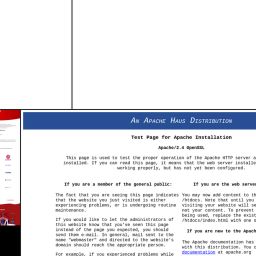 An Apache Haus Distribution
Test Page for Apache Installation
Apache/2.4 OpenSSL
This page is used to test the proper operation of the Apache HTTP server a
installed. If you can read this page, it means that the web server installe
working properly, but has not yet been configured.
If you are a member of the general public:
The fact that you are seeing this page indicates
that the website you just visited is either
experiencing problems, or is undergoing routine
maintenance.
If you would like to let the administrators of
this website know that you've seen this page
instead of the page you expected, you should
send them e-mail. In general, mail sent to the
name "webmaster" and directed to the website's
domain should reach the appropriate person.
For example, if you experienced problems while
If you are the web serve
You may now add content to th
/htdocs. Note that until you
visiting your website will se
not your content. To prevent
being used, replace the exist
/htdocs/index.html with one o
If you are new to the Apach
The Apache documentation has
with this distribution. You m
documentation at apache.org